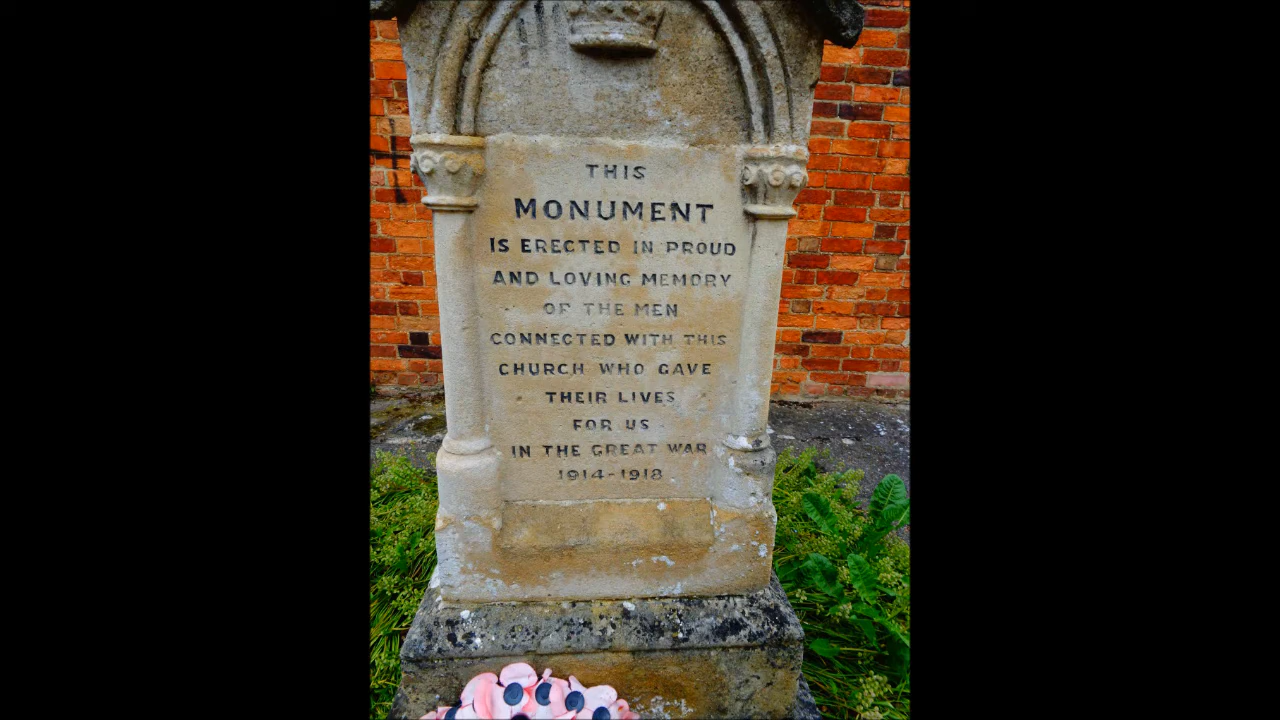 THIS
MONUMENT
IS ERECTED IN PROUD
AND LOVING MEMORY
OF THE MEN
CONNECTED WITH THIS
CHURCH WHO GAVE
THEIR LIVES
FOR US
IN THE GREAT WAR
1914-1918